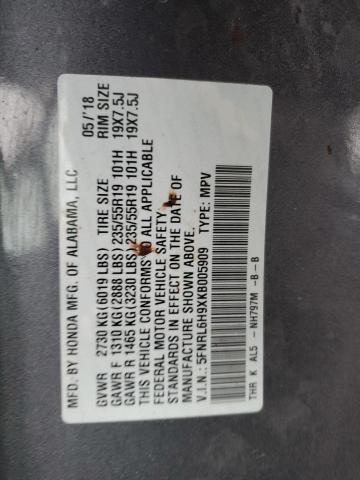 MFD. BY HONDA MFG. OF ALABAMA, LLC 05/'18
GVWR 2730 KG (6019 LBS) TIRE SIZE RIM SIZE
GAWR F 1310 KG (2888 LBS) 235/55R19 101H 19X7.5J
GAWR R 1465 KG (3230 LBS) 235/55R19 101H 19X7.5J
THIS VEHICLE CONFORMS TO ALL APPLICABLE
FEDERAL MOTOR VEHICLE SAFETY
STANDARDS IN EFFECT ON THE DATE OF
MANUFACTURE SHOWN ABOVE.
V.I.N.: 5FNRL6H9XKB005909 TYPE: MPV
THR K AL5 - NH797M -B-B